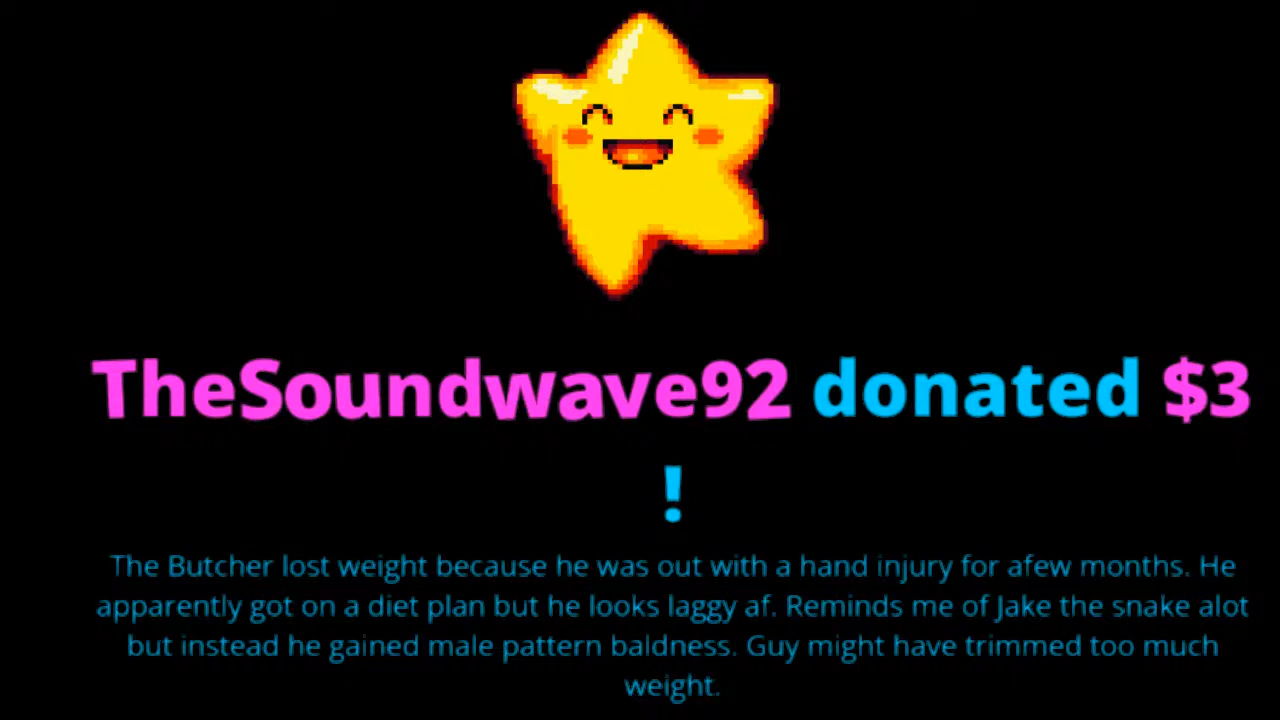 TheSoundwave92 donated $3
!
The Butcher lost weight because he was out with a hand injury for afew months. He
apparently got on a diet plan but he looks laggy af. Reminds me of Jake the snake alot
but instead he gained male pattern baldness. Guy might have trimmed too much
weight.